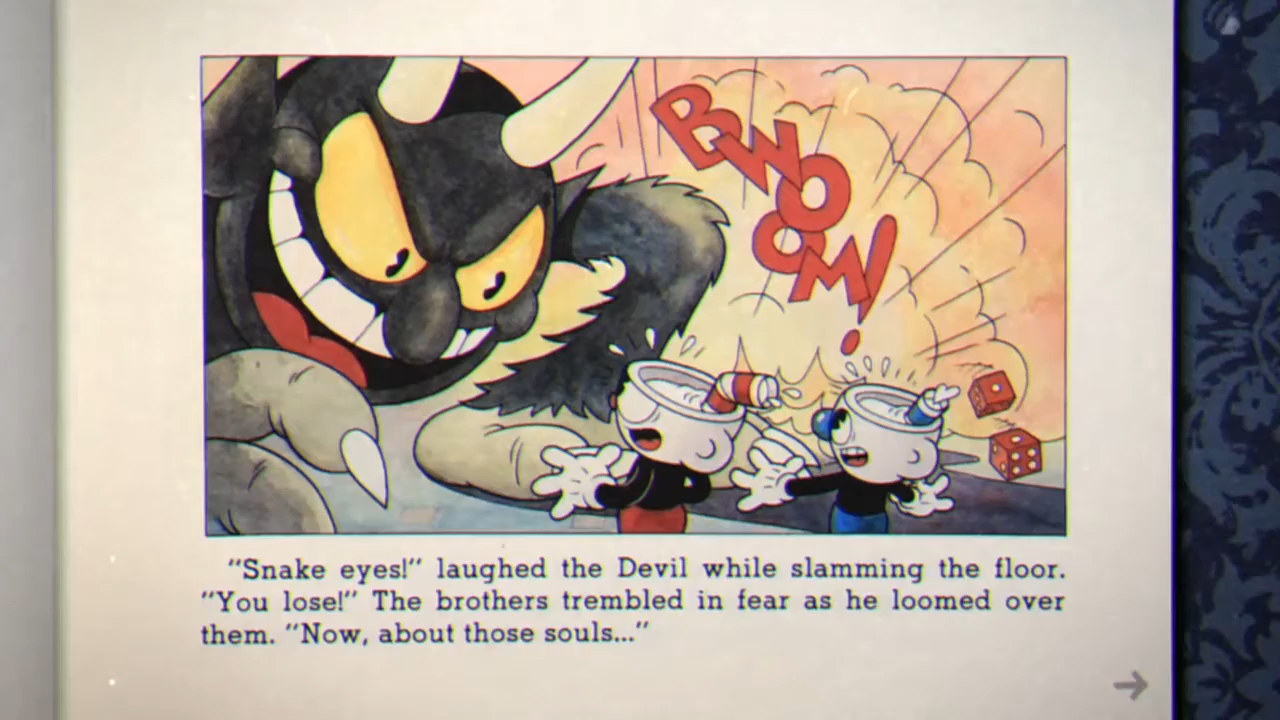 BWOOM!
"Snake eyes!" laughed the Devil while slamming the floor.
"You lose!" The brothers trembled in fear as he loomed over
them. "Now, about those souls..."